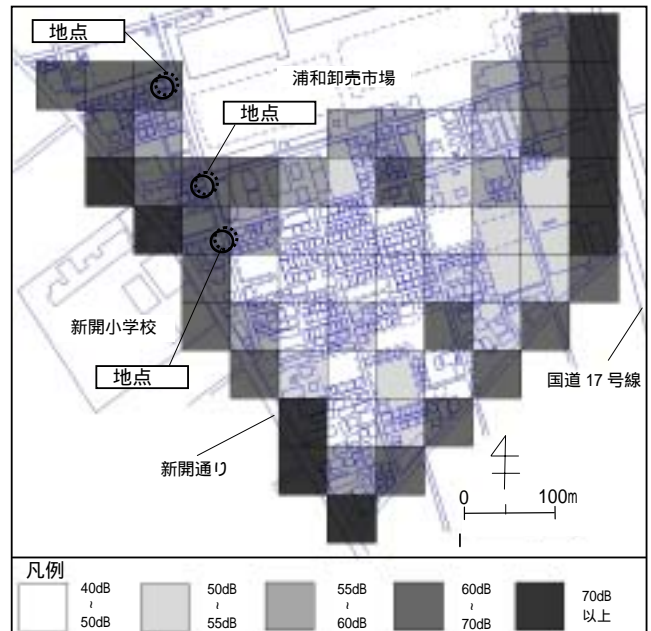 地点
浦和卸売市場
地点
新開小学校
地点
国道 17 号線
新開通り
0 100m
凡例
40dB ~ 50dB
50dB ~ 55dB
55dB ~ 60dB
60dB ~ 70dB
70dB 以上